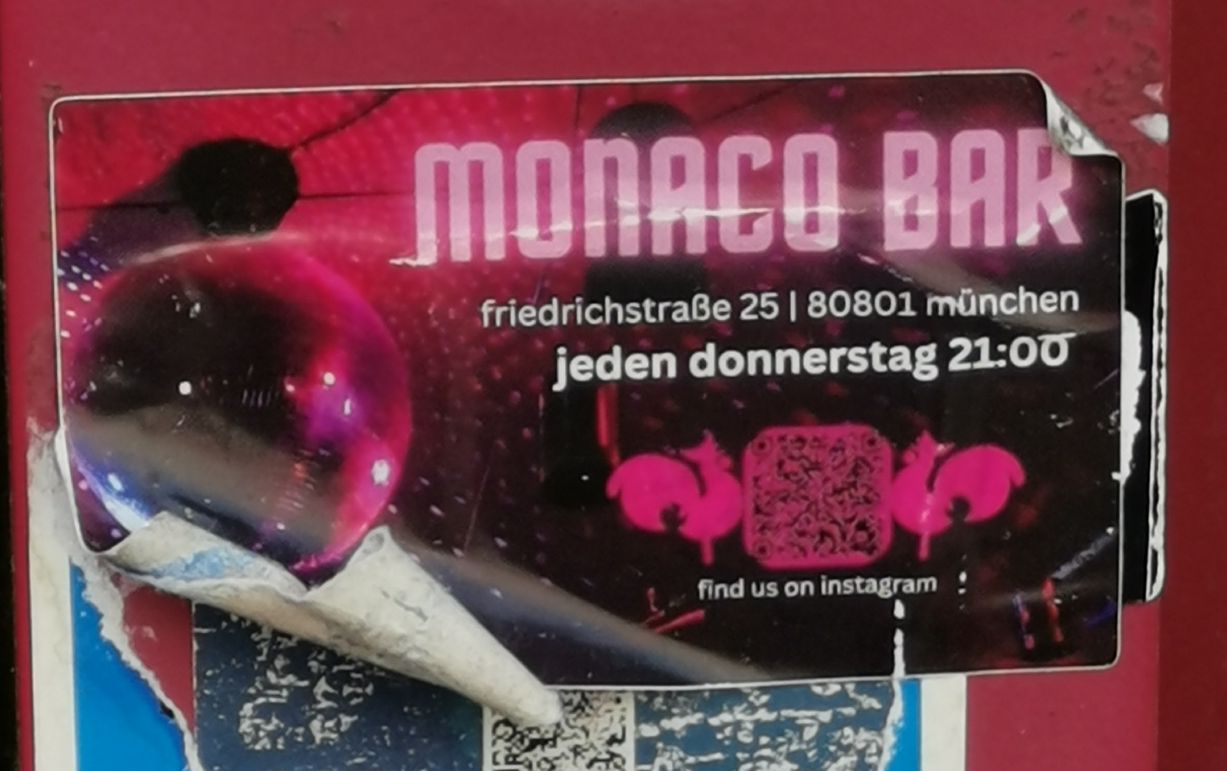 MONACO BAR
friedrichstraße 25 | 80801 münchen
jeden donnerstag 21:00
find us on instagram